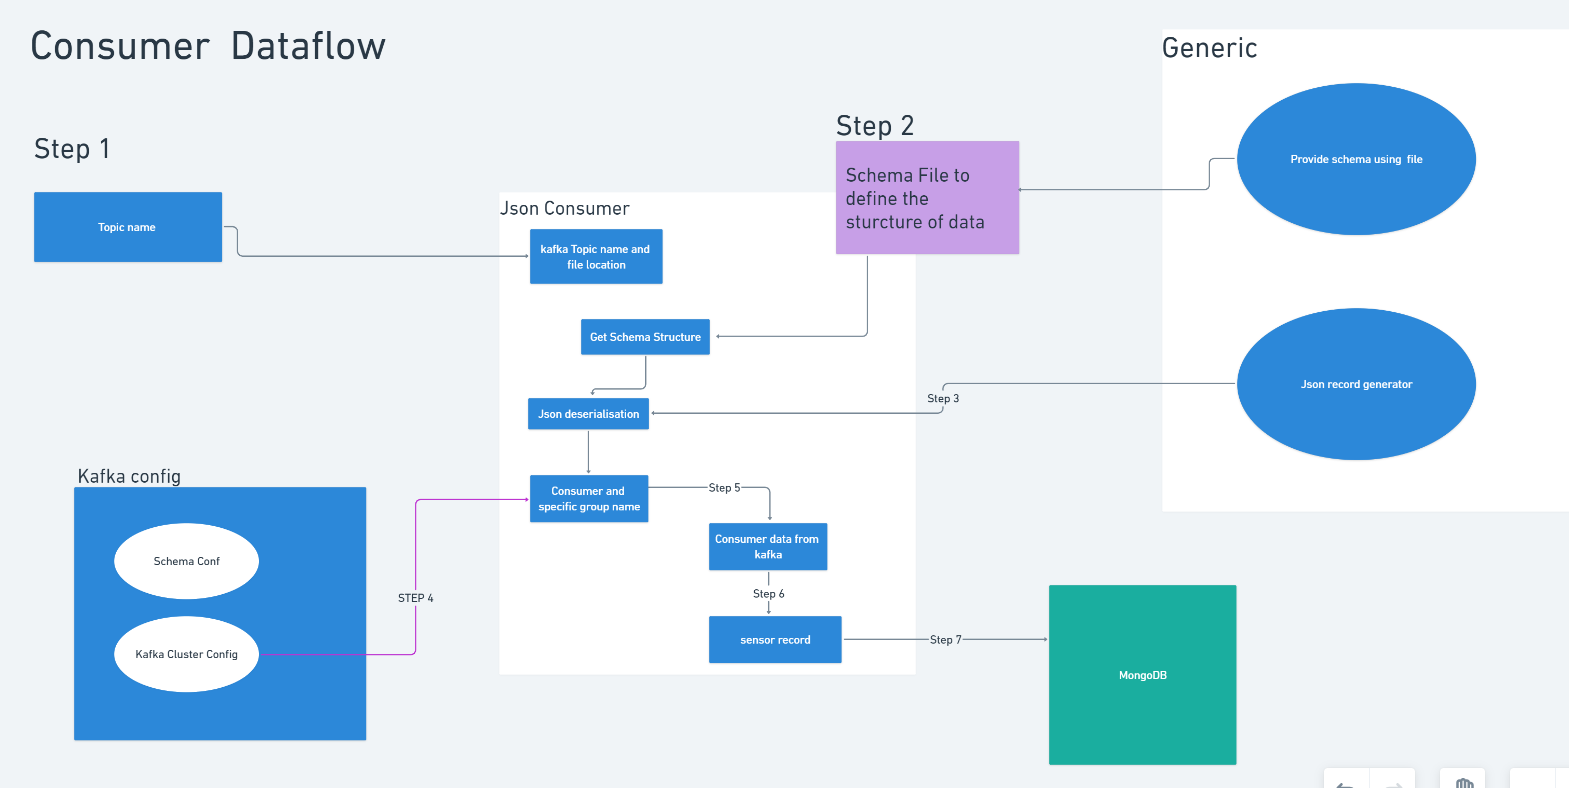 Consumer Dataflow
Generic
Step 1
Step 2
Topic name
Schema File to
define the
sturcture of data
Provide schema using file
Json Consumer
kafka Topic name and
file location
Get Schema Structure
Json record generator
Step 3
Json deserialisation
Kafka config
Consumer and
specific group name
Step 5
Schema Conf
Consumer data from
kafka
STEP 4
Step 6
Kafka Cluster Config
sensor record
Step 7
MongoDB